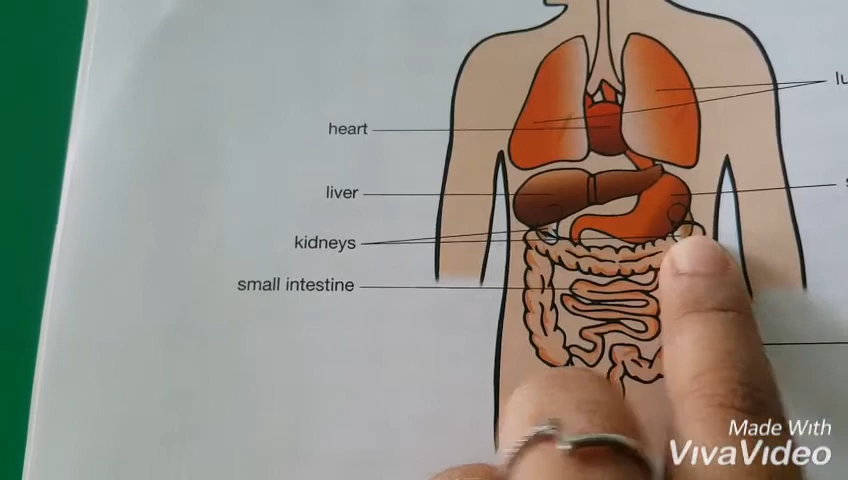 heart
liver
kidneys
small intestine
Made With
VivaVideo